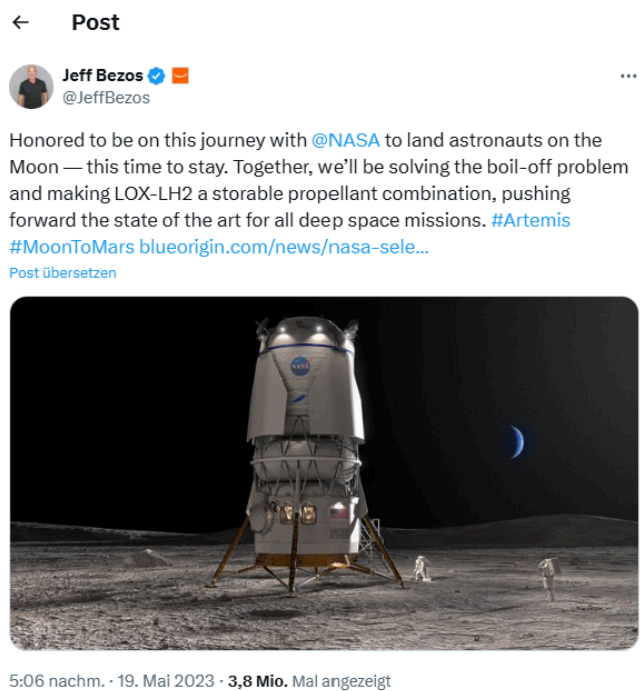 Post
Jeff Bezos
@JeffBezos
Honored to be on this journey with @NASA to land astronauts on the
Moon — this time to stay. Together, we’ll be solving the boil-off problem
and making LOX-LH2 a storable propellant combination, pushing
forward the state of the art for all deep space missions. #Artemis
#MoonToMars blueorigin.com/news/nasa-sele...
Post übersetzen
NASA
5:06 nachm. · 19. Mai 2023 · 3,8 Mio. Mal angezeigt